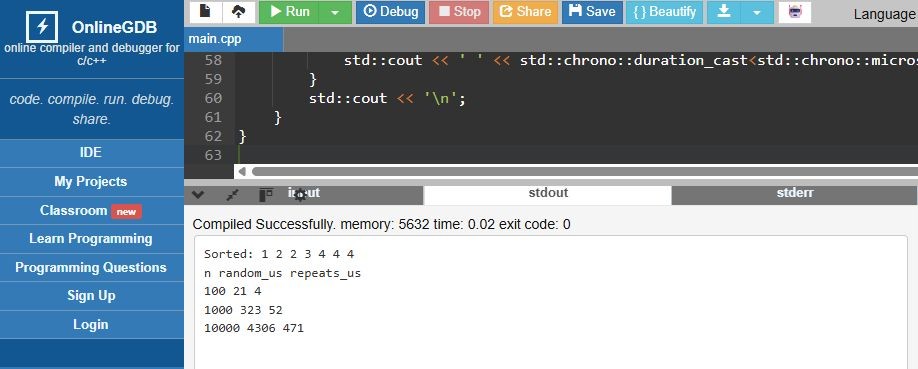 OnlineGDB
online compiler and debugger for
c/c++
code. compile. run. debug.
share.
IDE
My Projects
Classroom new
Learn Programming
Programming Questions
Sign Up
Login
Run Debug Stop Share Save { } Beautify Language
main.cpp
58 std::cout << ' ' << std::chrono::duration_cast<std::chrono::micros
59 }
60 std::cout << '\n';
61 }
62 }
63
input stdout stderr
Compiled Successfully. memory: 5632 time: 0.02 exit code: 0
Sorted: 1 2 2 3 4 4 4
n random_us repeats_us
100 21 4
1000 323 52
10000 4306 471